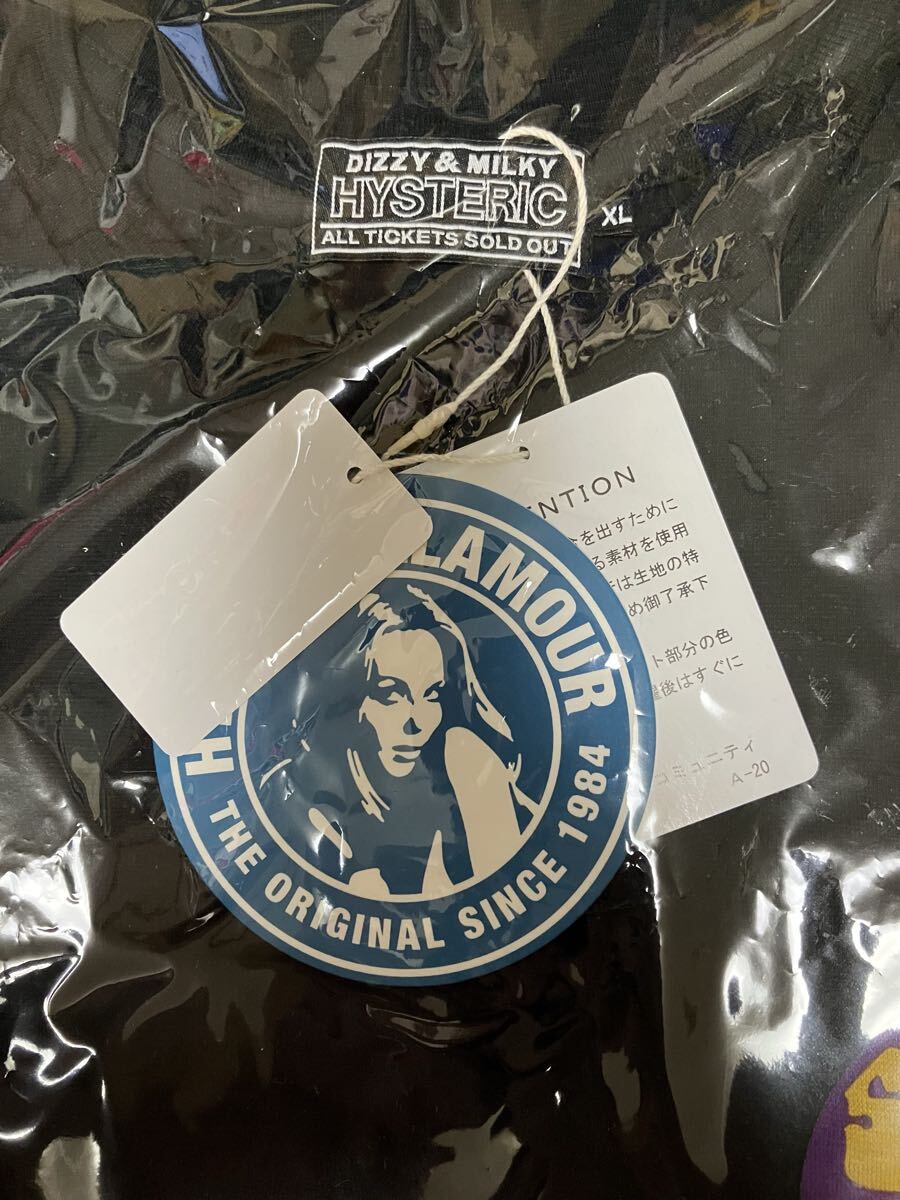 DIZZY & MILKY
HYSTERIC
ALL TICKETS SOLD OUT
XL
LAMOUR
THE ORIGINAL SINCE 1984
を出すために
る素材を使用
は生地の特
め御了承下
ト部分の色
後はすぐに
コミュニティ
A-20